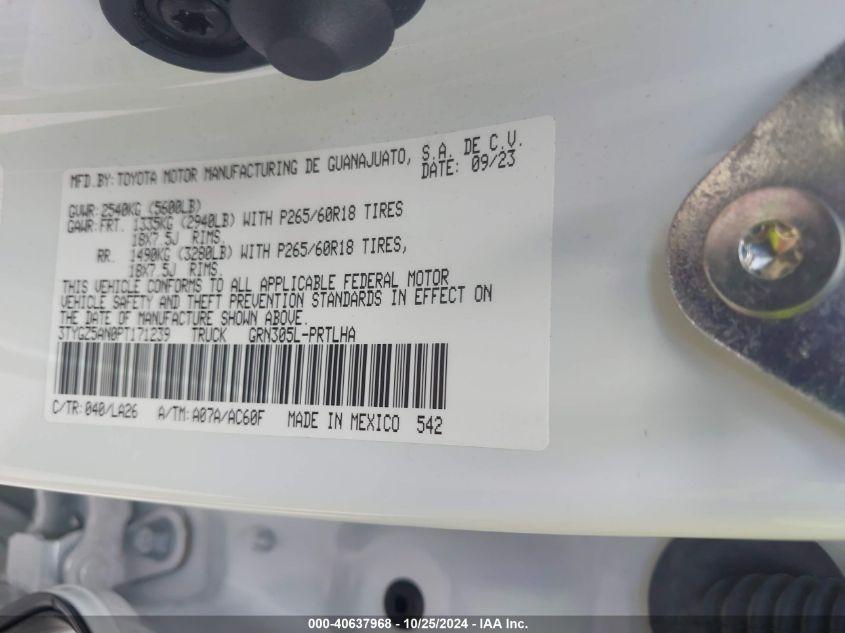 MFD.BY:TOYOTA MOTOR MANUFACTURING DE GUANAJUATO, S.A. DE C.V.
DATE: 09/23
GVWR:2540KG (5600LB)
GAWR:FRT. 1335KG (2940LB) WITH P265/60R18 TIRES
18X7.5J RIMS,
RR. 1490KG (3280LB) WITH P265/60R18 TIRES,
18X7.5J RIMS,
THIS VEHICLE CONFORMS TO ALL APPLICABLE FEDERAL MOTOR
VEHICLE SAFETY AND THEFT PREVENTION STANDARDS IN EFFECT ON
THE DATE OF MANUFACTURE SHOWN ABOVE.
3TYGZ5AN0PT171239 TRUCK GRN305L-PRTLHA
C/TR:040/LA26 A/TM:A07A/AC60F MADE IN MEXICO 542
000-40637968 - 10/25/2024 - IAA Inc.